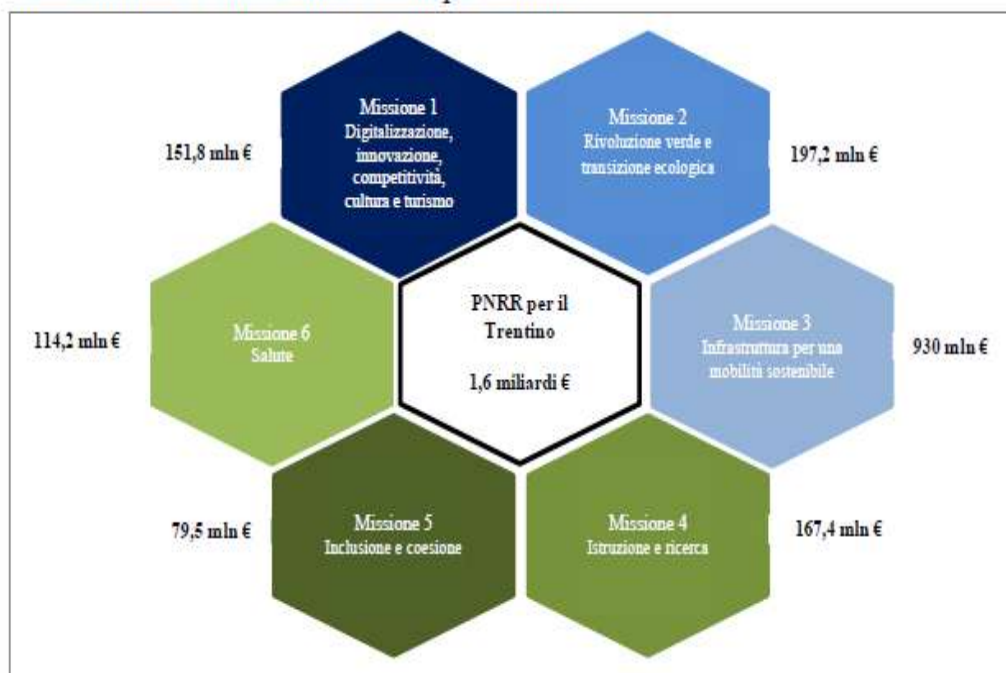 Missione 1
Digitalizzazione,
innovazione,
competitività,
cultura e turismo
151,8 mln €
Missione 2
Rivoluzione verde e
transizione ecologica
197,2 mln €
PNRR per il
Trentino
1,6 miliardi €
Missione 6
Salute
114,2 mln €
Missione 3
Infrastruttura per una
mobilità sostenibile
930 mln €
Missione 5
Inclusione e coesione
79,5 mln €
Missione 4
Istruzione e ricerca
167,4 mln €